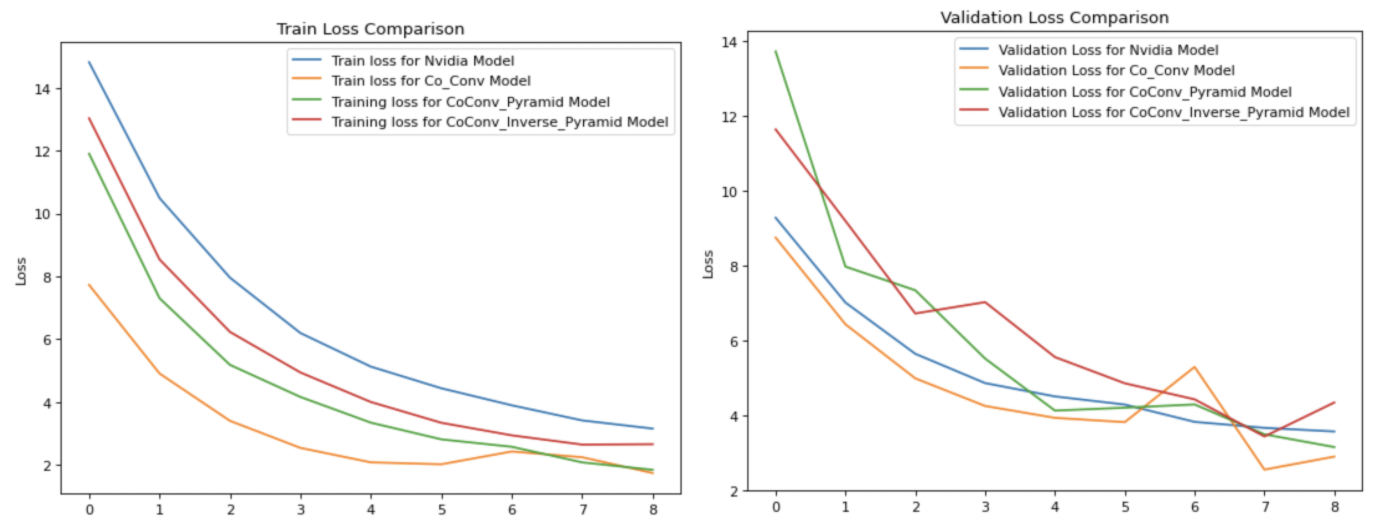 Train Loss Comparison
Train loss for Nvidia Model
Train loss for Co_Conv Model
Training loss for CoConv_Pyramid Model
Training loss for CoConv_Inverse_Pyramid Model
Loss
14
12
10
8
6
4
2
0 1 2 3 4 5 6 7 8
Validation Loss Comparison
Validation Loss for Nvidia Model
Validation Loss for Co_Conv Model
Validation Loss for CoConv_Pyramid Model
Validation Loss for CoConv_Inverse_Pyramid Model
Loss
14
12
10
8
6
4
2
0 1 2 3 4 5 6 7 8